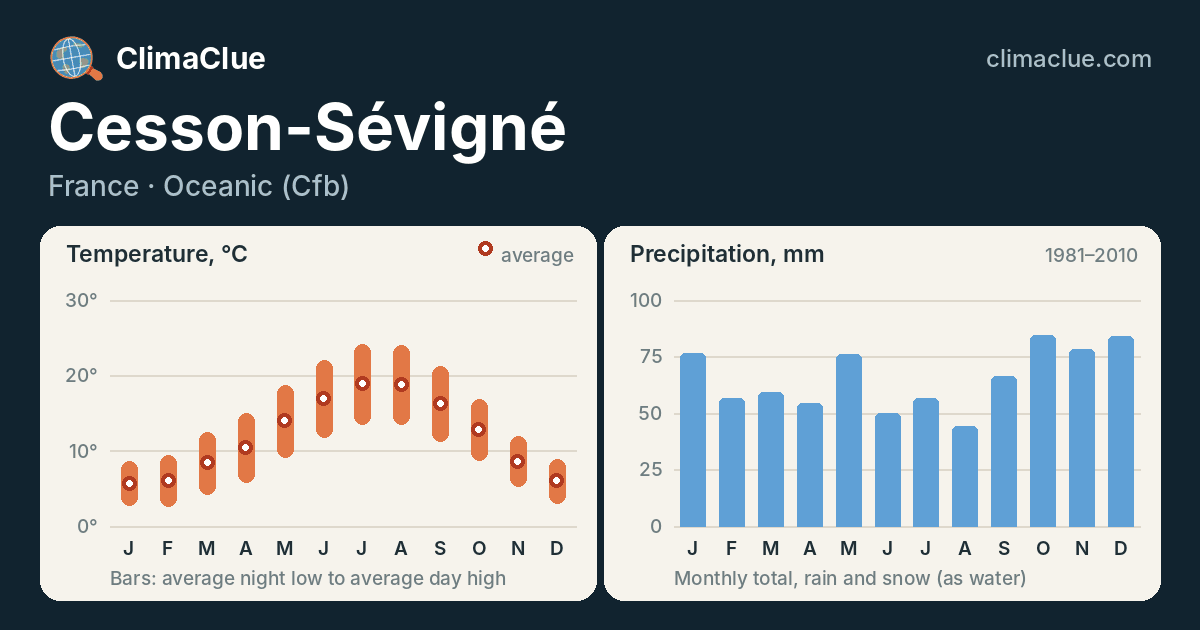 ClimaClue
climaclue.com
Cesson-Sévigné
France · Oceanic (Cfb)
Temperature, °C
average
30°
20°
10°
0°
J F M A M J J A S O N D
Bars: average night low to average day high
Precipitation, mm
1981–2010
100
75
50
25
0
J F M A M J J A S O N D
Monthly total, rain and snow (as water)